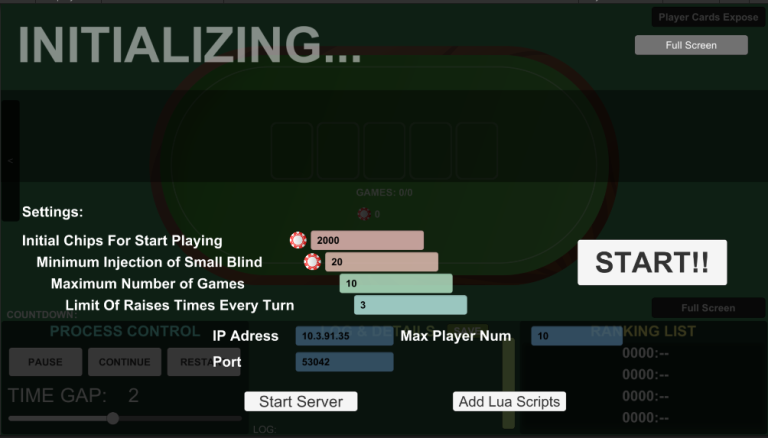 Player Cards Expose
INITIALIZING...
Full Screen
<
GAMES: 0/0
0
Settings:
Initial Chips For Start Playing 2000
Minimum Injection of Small Blind 20
START!!
Maximum Number of Games 10
Limit Of Raises Times Every Turn 3
Full Screen
COUNTDOWN:
PROCESS CONTROL & DETAILS RANKING LIST
IP Adress 10.3.91.35 Max Player Num 10
0000:--
PAUSE CONTINUE Port 53042
0000:--
TIME GAP: 2
0000:--
Start Server Add Lua Scripts
0000:--
LOG: